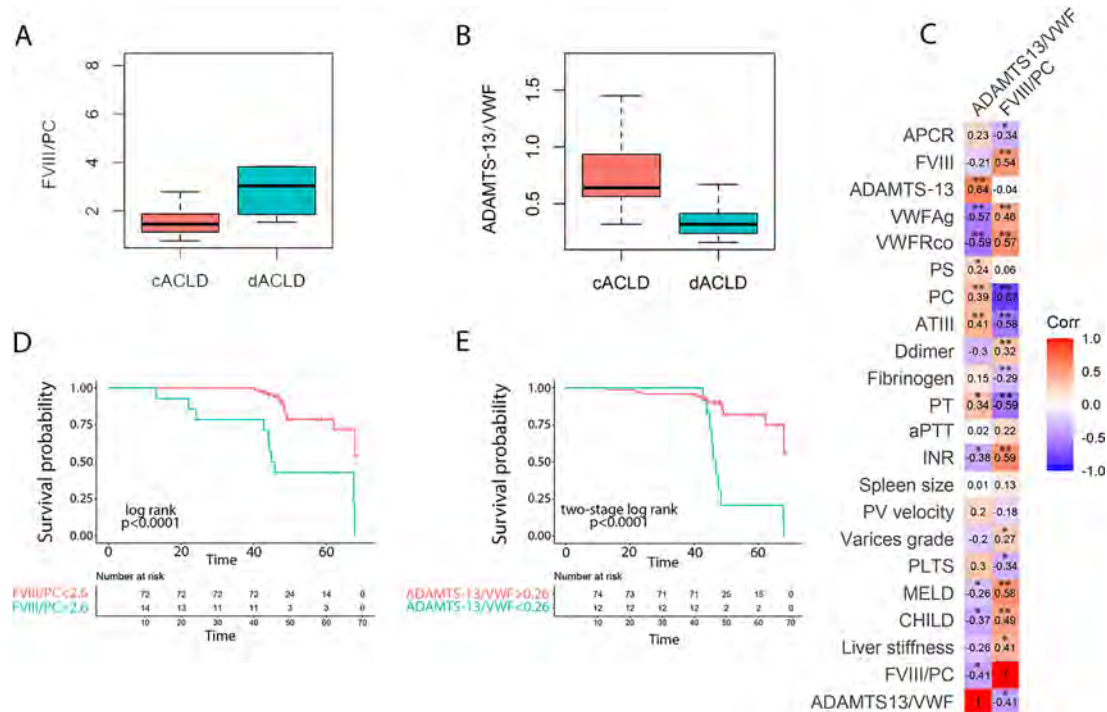 A
FVIII/PC
8
6
4
2
cACLD
dACLD
B
ADAMTS-13/VWF
1.5
1.0
0.5
cACLD
dACLD
C
ADAMTS13/VWF
FVIII/PC
APCR 0.23 * -0.34
FVIII -0.21 ** 0.54
ADAMTS-13 ** 0.64 -0.04
VWFAg ** -0.57 ** 0.46
VWFRco ** -0.59 ** 0.57
PS * 0.24 0.06
PC ** 0.39 **
ATIII ** 0.41 ** -0.58
Ddimer -0.3 ** 0.32
Fibrinogen 0.15 ** -0.29
PT * 0.34 ** -0.59
aPTT 0.02 0.22
INR * -0.38 ** 0.59
Spleen size 0.01 0.13
PV velocity 0.2 -0.18
Varices grade -0.2 * 0.27
PLTS 0.3 * -0.34
MELD * -0.26 ** 0.58
CHILD * -0.37 ** 0.49
Liver stiffness -0.26 * 0.41
FVIII/PC * -0.41 1
ADAMTS13/VWF 1 * -0.41
Corr
1.0
0.5
0.0
-0.5
-1.0
D
Survival probability
1.00
0.75
0.50
0.25
0.00
log rank
p<0.0001
0 20 40 60
Time
Number at risk
FVIII/PC<2.6 72 72 72 72 24 14 0
FVIII/PC>2.6 14 13 11 11 3 3 0
10 20 30 40 50 60 70
Time
E
Survival probability
1.00
0.75
0.50
0.25
0.00
two-stage log rank
p<0.0001
0 20 40 60
Time
Number at risk
ADAMTS-13/VWF>0.26 74 73 71 71 25 15 0
ADAMTS-13/VWF<0.26 12 12 12 12 2 2 0
10 20 30 40 50 60 70
Time